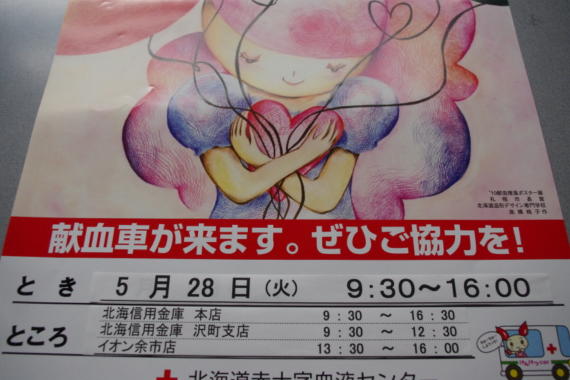 '10献血推進ポスター展
札幌市長賞
北海道造形デザイン専門学校
献血車が来ます。ぜひご協力を!
とき 5月28日(火) 9:30～16:00
ところ
北海信用金庫 本店 9:30 ～ 16:30
北海信用金庫 沢町支店 9:30 ～ 12:30
イオン余市店 13:30 ～ 16:00
北海道赤十字血液センタ